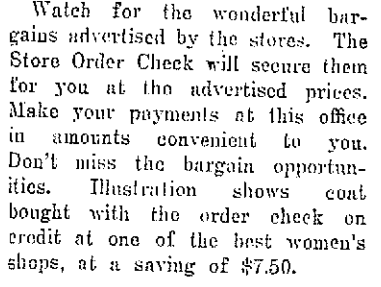 Watch for the wonderful bar-
gains advertised by the stores. The
Store Order Check will secure them
for you at the advertised prices.
Make your payments at this office
in amounts convenient to you.
Don't miss the bargain opportun-
ities. Illustration shows coat
bought with the order check on
credit at one of the best women's
shops, at a saving of $7.50.